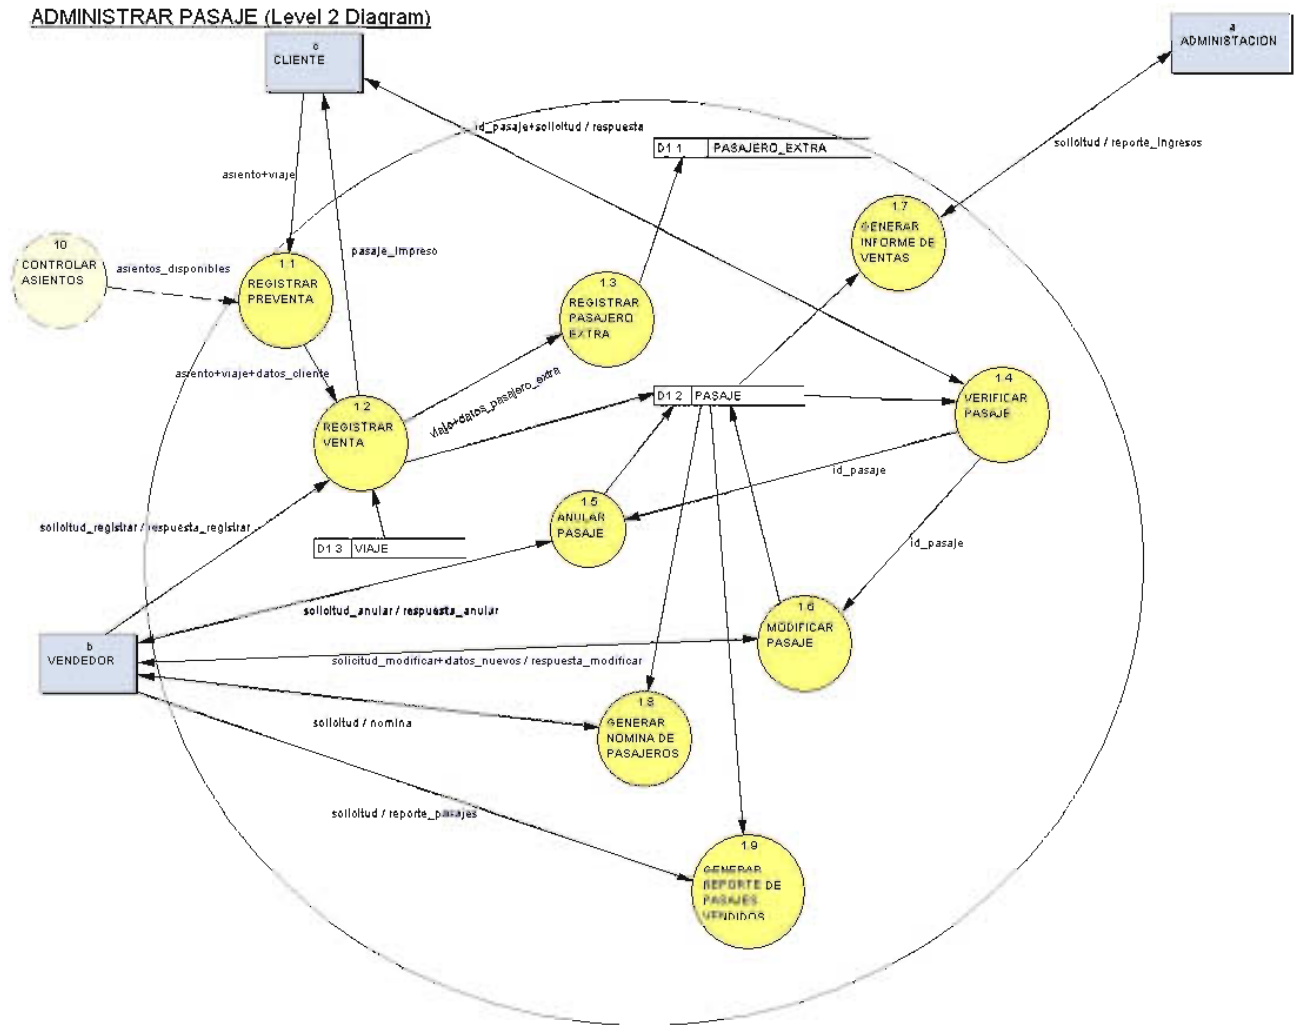 ADMINISTRAR PASAJE (Level 2 Diagram)
c
CLIENTE
a
ADMINISTACION
id_pasaje+solicitud / respuesta
solicitud / reporte_ingresos
D1 1 PASAJERO_EXTRA
asiento+viaje
1.7
GENERAR
INFORME DE
VENTAS
10
CONTROLAR
ASIENTOS
asientos_disponibles
pasaje_impreso
1.1
REGISTRAR
PREVENTA
1.3
REGISTRAR
PASAJERO
EXTRA
asiento+viaje+datos_cliente
viaje+datos_pasajero_extra
D1 2 PASAJE
1.4
VERIFICAR
PASAJE
1.2
REGISTRAR
VENTA
id_pasaje
1.5
ANULAR
PASAJE
solicitud_registrar / respuesta_registrar
D1 3 VIAJE
id_pasaje
solicitud_anular / respuesta_anular
1.6
MODIFICAR
PASAJE
b
VENDEDOR
solicitud_modificar+datos_nuevos / respuesta_modificar
1.8
GENERAR
NOMINA DE
PASAJEROS
solicitud / nomina
solicitud / reporte_pasajes
1.9
GENERAR
REPORTE DE
PASAJES
VENDIDOS